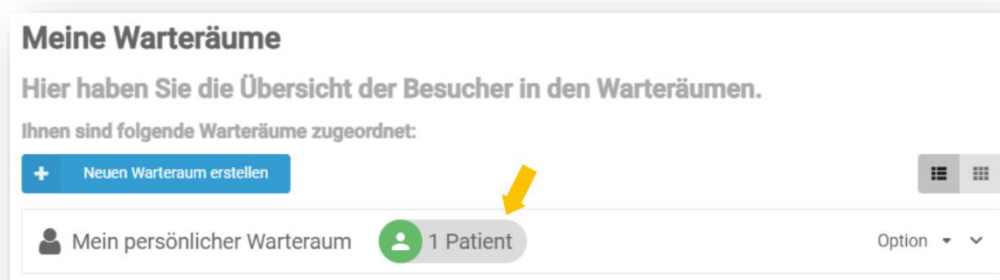 Meine Warteräume
Hier haben Sie die Übersicht der Besucher in den Warteräumen.
Ihnen sind folgende Warteräume zugeordnet:
Neuen Warteraum erstellen
Mein persönlicher Warteraum 1 Patient Option